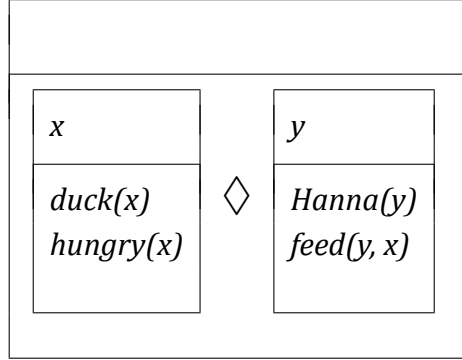 x y
duck(x) ◇ Hanna(y)
hungry(x) feed(y, x)